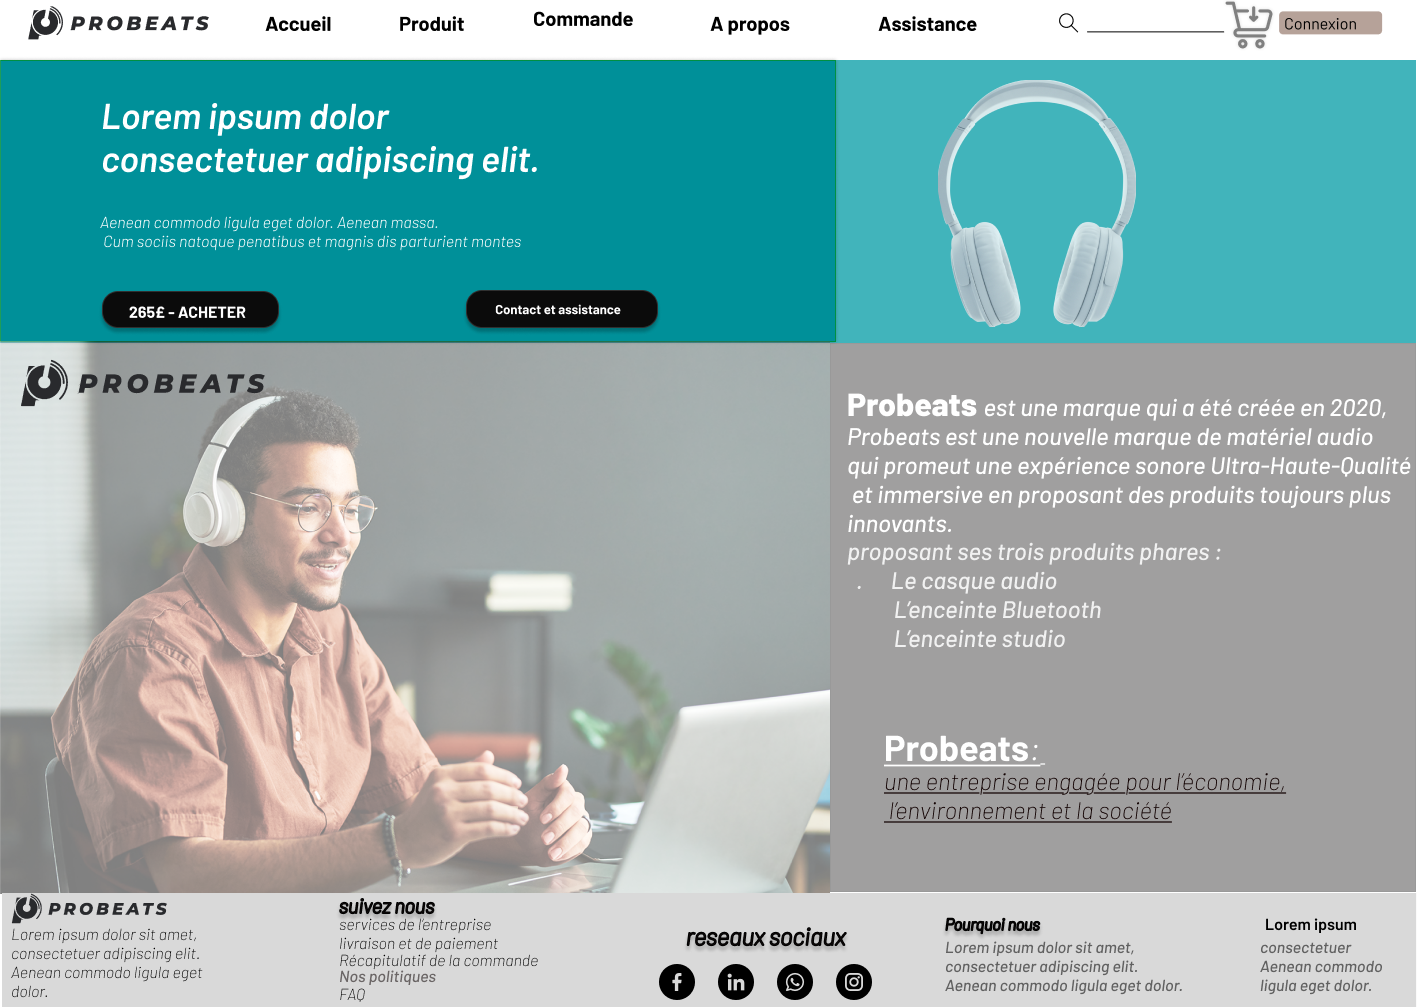 PROBEATS
Accueil
Produit
Commande
A propos
Assistance
Connexion
Lorem ipsum dolor
consectetuer adipiscing elit.
Aenean commodo ligula eget dolor. Aenean massa.
Cum sociis natoque penatibus et magnis dis parturient montes
265£ - ACHETER
Contact et assistance
PROBEATS
Probeats est une marque qui a été créée en 2020,
Probeats est une nouvelle marque de matériel audio
qui promeut une expérience sonore Ultra-Haute-Qualité
et immersive en proposant des produits toujours plus
innovants.
proposant ses trois produits phares :
. Le casque audio
L’enceinte Bluetooth
L’enceinte studio
Probeats:
une entreprise engagée pour l’économie,
l’environnement et la société
PROBEATS
Lorem ipsum dolor sit amet,
consectetuer adipiscing elit.
Aenean commodo ligula eget
dolor.
suivez nous
services de l’entreprise
livraison et de paiement
Récapitulatif de la commande
Nos politiques
FAQ
reseaux sociaux
Pourquoi nous
Lorem ipsum dolor sit amet,
consectetuer adipiscing elit.
Aenean commodo ligula eget dolor.
Lorem ipsum
consectetuer
Aenean commodo
ligula eget dolor.